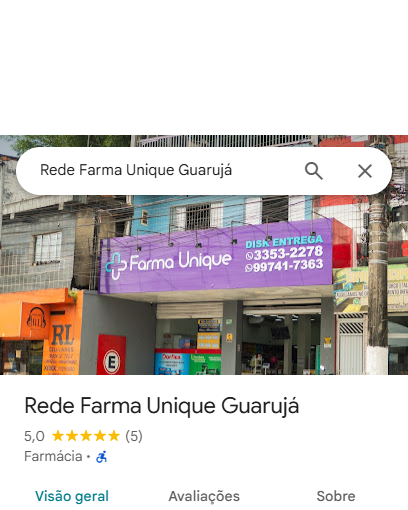 Rede Farma Unique Guarujá
Farma Unique
DISK ENTREGA
3353-2278
99741-7363
RL
E
Rede Farma Unique Guarujá
5,0 (5)
Farmácia •
Visão geral Avaliações Sobre